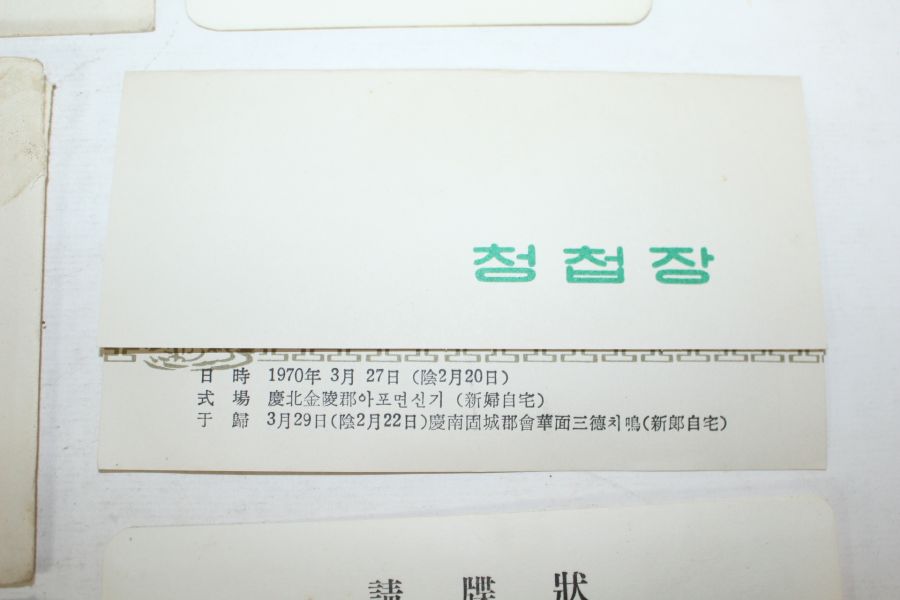 청첩장
日 時 1970年 3月 27日 (陰2月20日)
式 場 慶北金陵郡아포면신기 (新婦自宅)
于 歸 3月29日(陰2月22日)慶南固城郡會華面三德치鳴(新郞自宅)
請 牒 狀